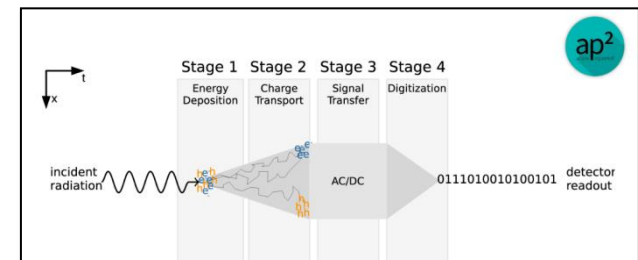 ap²
Stage 1 Stage 2 Stage 3 Stage 4
t
x
Energy Deposition
Charge Transport
Signal Transfer
Digitization
incident radiation
AC/DC
0111010010100101
detector readout